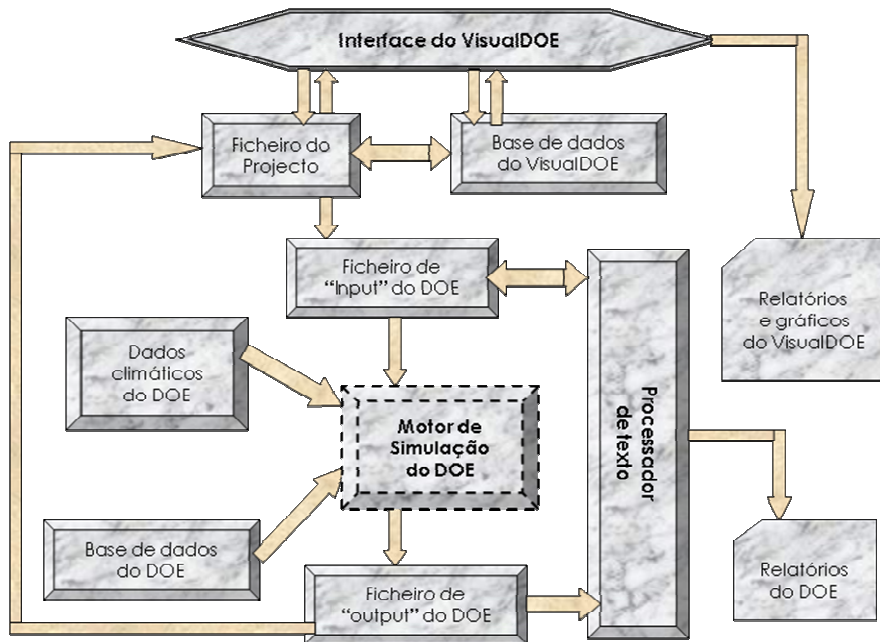 Interface do VisualDOE
Ficheiro do
Projecto
Base de dados
do VisualDOE
Ficheiro de
“Input” do DOE
Relatórios
e gráficos
do VisualDOE
Dados
climáticos
do DOE
Motor de
Simulação
do DOE
Processador
de texto
Base de dados
do DOE
Ficheiro de
“output” do DOE
Relatórios
do DOE